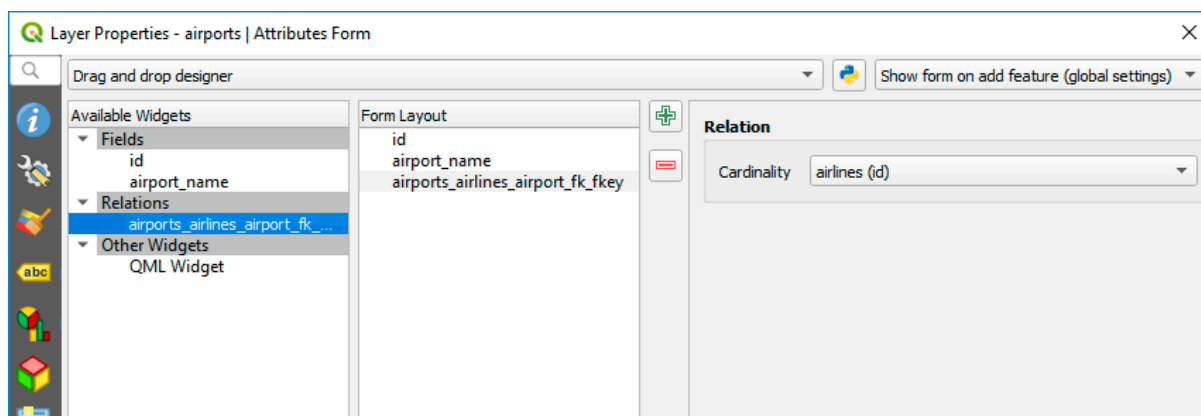 Layer Properties - airports | Attributes Form
Drag and drop designer
Show form on add feature (global settings)
Available Widgets
Fields
id
airport_name
Relations
airports_airlines_airport_fk_...
Other Widgets
QML Widget
Form Layout
id
airport_name
airports_airlines_airport_fk_fkey
Relation
Cardinality airlines (id)
i
abc